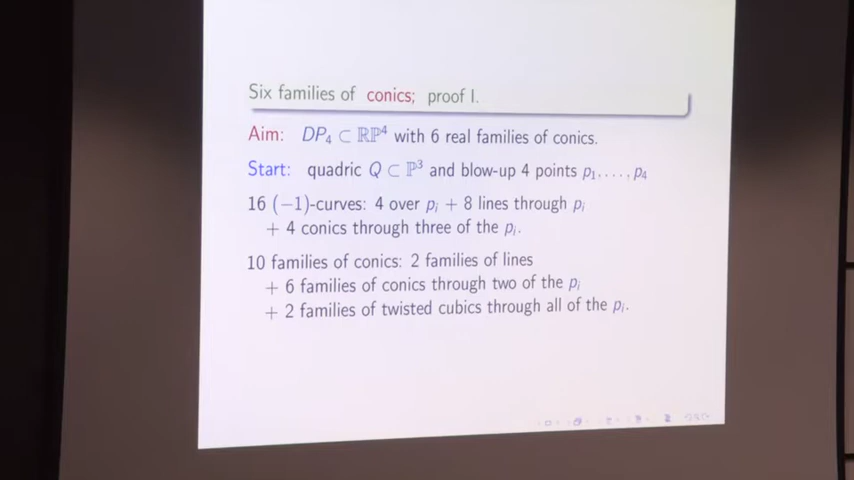 Six families of conics; proof I.
Aim: DP₄ ⊂ ℝℙ⁴ with 6 real families of conics.
Start: quadric Q ⊂ ℙ³ and blow-up 4 points p₁, . . . , p₄
16 (−1)-curves: 4 over pᵢ + 8 lines through pᵢ
+ 4 conics through three of the pᵢ.
10 families of conics: 2 families of lines
+ 6 families of conics through two of the pᵢ
+ 2 families of twisted cubics through all of the pᵢ.